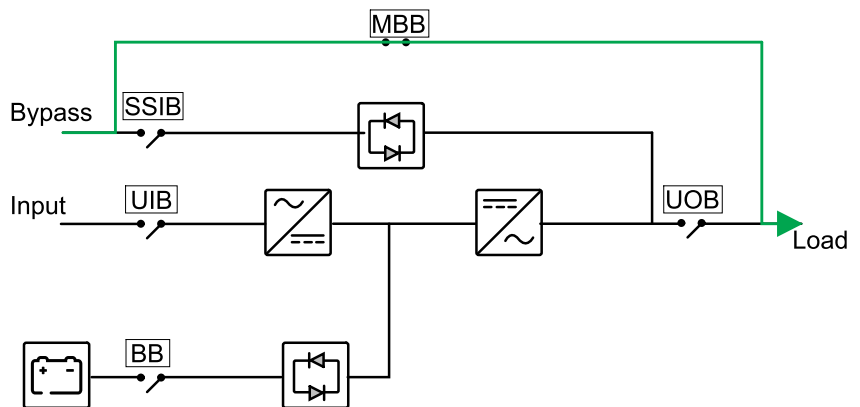 MBB
Bypass
SSIB
Input
UIB
UOB
Load
BB